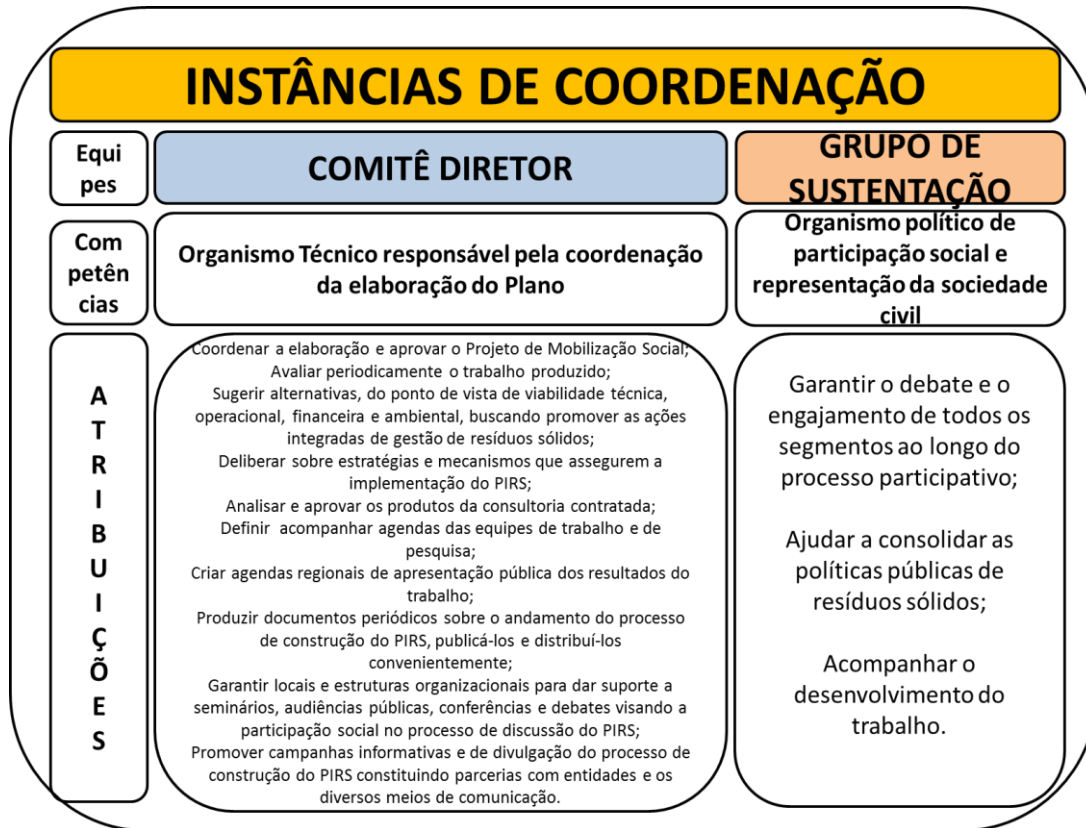 INSTÂNCIAS DE COORDENAÇÃO
Equi
pes
COMITÊ DIRETOR
GRUPO DE
SUSTENTAÇÃO
Com
petên
cias
Organismo Técnico responsável pela coordenação
da elaboração do Plano
Organismo político de
participação social e
representação da sociedade
civil
A
T
R
I
B
U
I
Ç
Õ
E
S
Coordenar a elaboração e aprovar o Projeto de Mobilização Social;
Avaliar periodicamente o trabalho produzido;
Sugerir alternativas, do ponto de vista de viabilidade técnica,
operacional, financeira e ambiental, buscando promover as ações
integradas de gestão de resíduos sólidos;
Deliberar sobre estratégias e mecanismos que assegurem a
implementação do PIRS;
Analisar e aprovar os produtos da consultoria contratada;
Definir acompanhar agendas das equipes de trabalho e de
pesquisa;
Criar agendas regionais de apresentação pública dos resultados do
trabalho;
Produzir documentos periódicos sobre o andamento do processo
de construção do PIRS, publicá-los e distribuí-los
convenientemente;
Garantir locais e estruturas organizacionais para dar suporte a
seminários, audiências públicas, conferências e debates visando a
participação social no processo de discussão do PIRS;
Promover campanhas informativas e de divulgação do processo de
construção do PIRS constituindo parcerias com entidades e os
diversos meios de comunicação.
Garantir o debate e o
engajamento de todos os
segmentos ao longo do
processo participativo;
Ajudar a consolidar as
políticas públicas de
resíduos sólidos;
Acompanhar o
desenvolvimento do
trabalho.